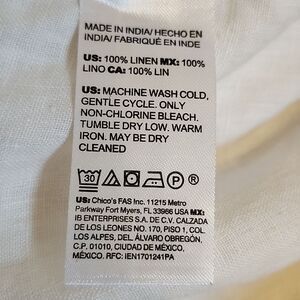 MADE IN INDIA/ HECHO EN
INDIA/ FABRIQUÉ EN INDE
US: 100% LINEN MX: 100%
LINO CA: 100% LIN
US: MACHINE WASH COLD,
GENTLE CYCLE. ONLY
NON-CHLORINE BLEACH.
TUMBLE DRY LOW. WARM
IRON. MAY BE DRY
CLEANED
30 P ®
US: Chico's FAS Inc. 11215 Metro
Parkway Fort Myers, FL 33966 USA MX:
IB ENTERPRISES S.A. DE C.V. CALZADA
DE LOS LEONES NO. 170, PISO 1, COL.
LOS ALPES, DEL. ÁLVARO OBREGÓN,
C.P. 01010, CIUDAD DE MÉXICO,
MÉXICO. RFC: IEN1701241PA